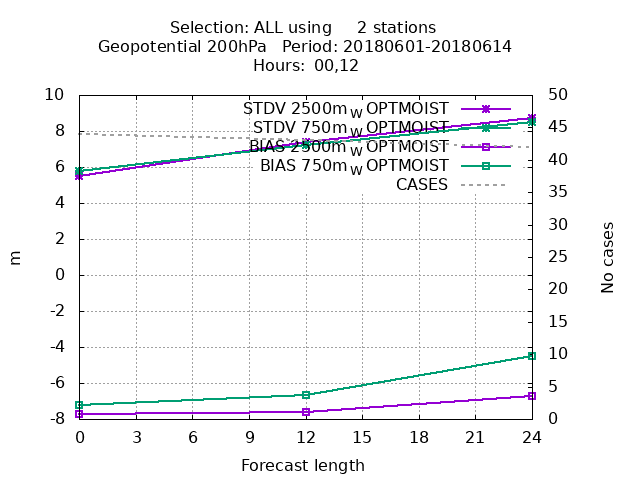 Selection: ALL using     2 stations
Geopotential 200hPa   Period: 20180601-20180614
Hours:  00,12
10
8
6
4
2
0
-2
-4
-6
-8
m
STDV 2500m_W OPTMOIST
STDV 750m_W OPTMOIST
BIAS 2500m_W OPTMOIST
BIAS 750m_W OPTMOIST
CASES
50
45
40
35
30
25
20
15
10
5
0
No cases
0 3 6 9 12 15 18 21 24
Forecast length